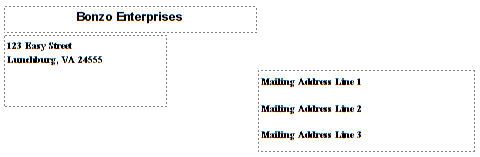 Bonzo Enterprises
123 Easy Street
Lunchburg, VA 24555
Mailing Address Line 1
Mailing Address Line 2
Mailing Address Line 3